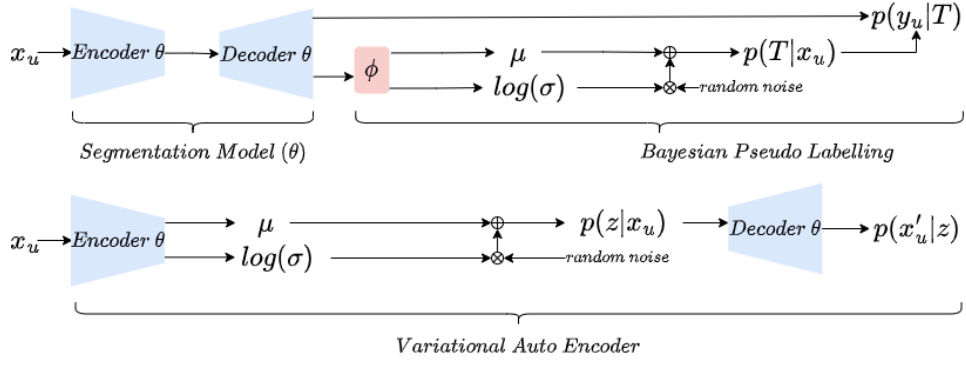 p(y_u|T)
x_u Encoder θ Decoder θ ϕ μ p(T|x_u)
log(σ) random noise
Segmentation Model (θ) Bayesian Pseudo Labelling
x_u Encoder θ μ p(z|x_u) Decoder θ p(x'_u|z)
log(σ) random noise
Variational Auto Encoder